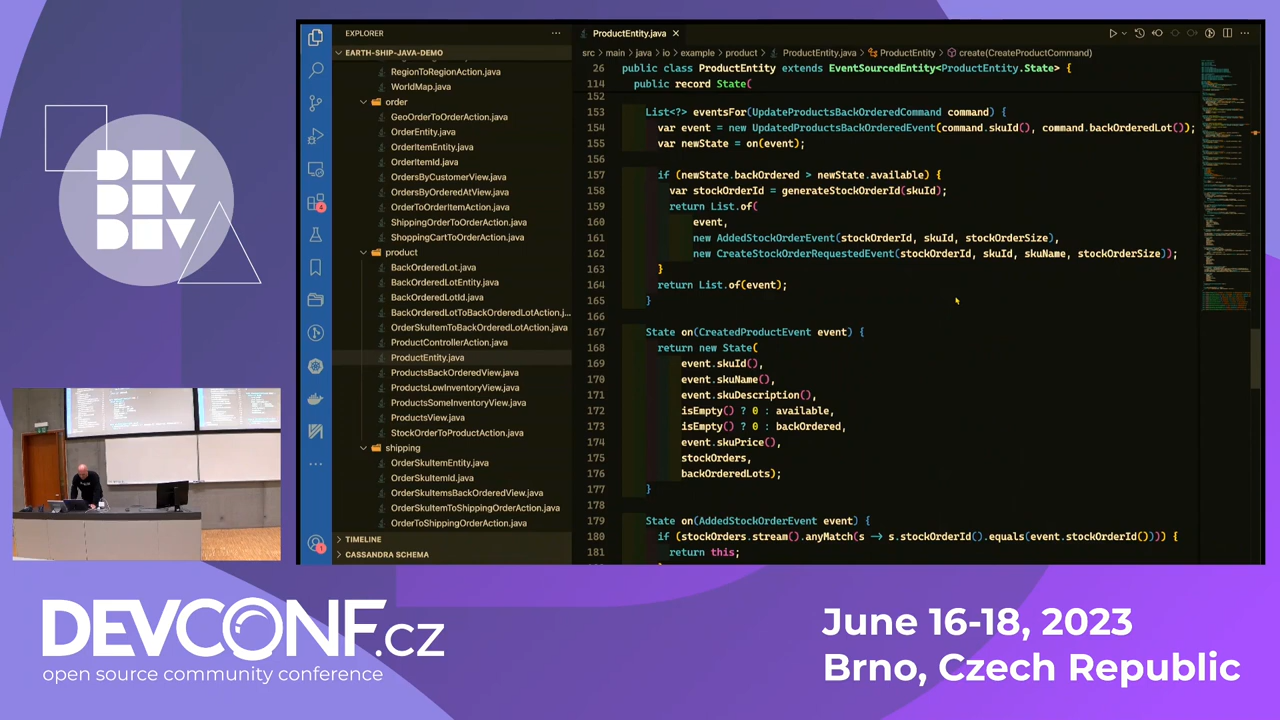 DEV
DEV
DEV
EXPLORER
EARTH-SHIP-JAVA-DEMO
RegionToRegionAction.java
WorldMap.java
order
GeoOrderToOrderAction.java
OrderEntity.java
OrderItemEntity.java
OrderItemId.java
OrdersByCustomerView.java
OrdersByOrderedAtView.java
OrderToOrderItemAction.java
ShippingOrderToOrderAction.java
ShoppingCartToOrderAction.java
product
BackOrderedLot.java
BackOrderedLotEntity.java
BackOrderedLotId.java
BackOrderedLotToBackOrderedLotAction.j...
OrderSkuItemToBackOrderedLotAction.java
ProductControllerAction.java
ProductEntity.java
ProductsBackOrderedView.java
ProductsLowInventoryView.java
ProductsSomeInventoryView.java
ProductsView.java
StockOrderToProductAction.java
shipping
OrderSkuItemEntity.java
OrderSkuItemId.java
OrderSkuItemsBackOrderedView.java
OrderSkuItemToShippingOrderAction.java
OrderToShippingOrderAction.java
TIMELINE
CASSANDRA SCHEMA
4
1
ProductEntity.java
src > main > java > io > example > product > ProductEntity.java > ProductEntity > create(CreateProductCommand)
26 public class ProductEntity extends EventSourcedEntity<ProductEntity.State> {
114 public record State(
152
153 List<?> eventsFor(UpdateProductsBackOrderedCommand command) {
154 var event = new UpdatedProductsBackOrderedEvent(command.skuId(), command.backOrderedLot());
155 var newState = on(event);
156
157 if (newState.backOrdered > newState.available) {
158 var stockOrderId = generateStockOrderId(skuId);
159 return List.of(
160 event,
161 new AddedStockOrderEvent(stockOrderId, skuId, stockOrderSize),
162 new CreateStockOrderRequestedEvent(stockOrderId, skuId, skuName, stockOrderSize));
163 }
164 return List.of(event);
165 }
166
167 State on(CreatedProductEvent event) {
168 return new State(
169 event.skuId(),
170 event.skuName(),
171 event.skuDescription(),
172 isEmpty() ? 0 : available,
173 isEmpty() ? 0 : backOrdered,
174 event.skuPrice(),
175 stockOrders,
176 backOrderedLots);
177 }
178
179 State on(AddedStockOrderEvent event) {
180 if (stockOrders.stream().anyMatch(s -> s.stockOrderId().equals(event.stockOrderId()))) {
181 return this;
DEVCONF.cz
open source community conference
June 16-18, 2023
Brno, Czech Republic